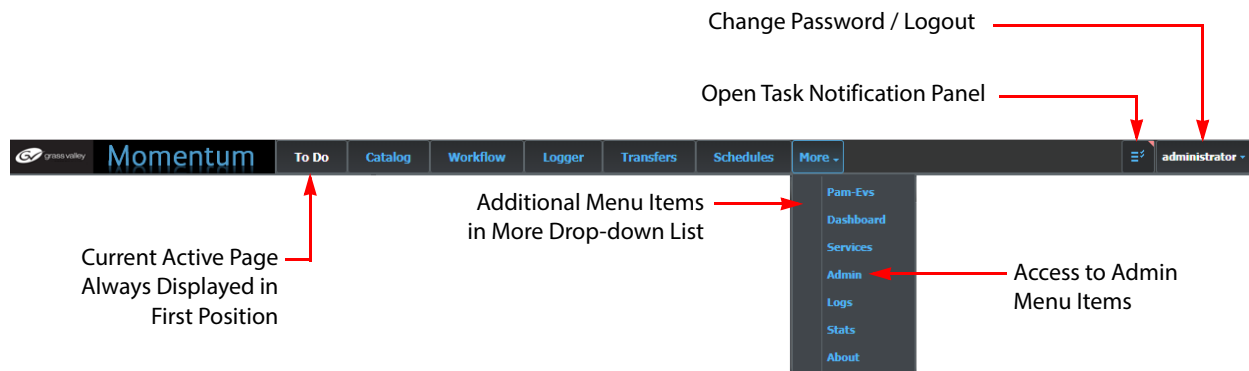 Change Password / Logout
Open Task Notification Panel
GV grass valley Momentum To Do Catalog Workflow Logger Transfers Schedules More administrator
Additional Menu Items
in More Drop-down List
Current Active Page
Always Displayed in
First Position
Pam-Evs
Dashboard
Services
Admin
Logs
Stats
About
Access to Admin
Menu Items